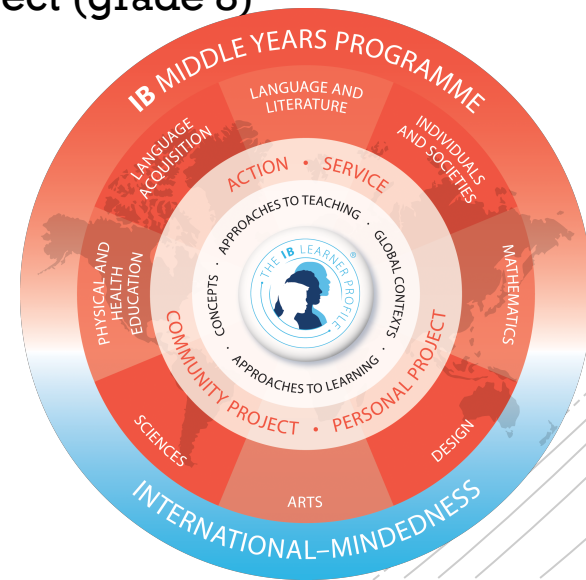 ect (grade 8)
IB MIDDLE YEARS PROGRAMME
LANGUAGE AND
LITERATURE
INDIVIDUALS
AND SOCIETIES
MATHEMATICS
DESIGN
ARTS
SCIENCES
PHYSICAL AND
HEALTH
EDUCATION
LANGUAGE
ACQUISITION
ACTION • SERVICE
PERSONAL PROJECT
•
COMMUNITY PROJECT
APPROACHES TO TEACHING ·
GLOBAL CONTEXTS ·
APPROACHES TO LEARNING ·
CONCEPTS ·
THE IB LEARNER PROFILE ®
INTERNATIONAL–MINDEDNESS